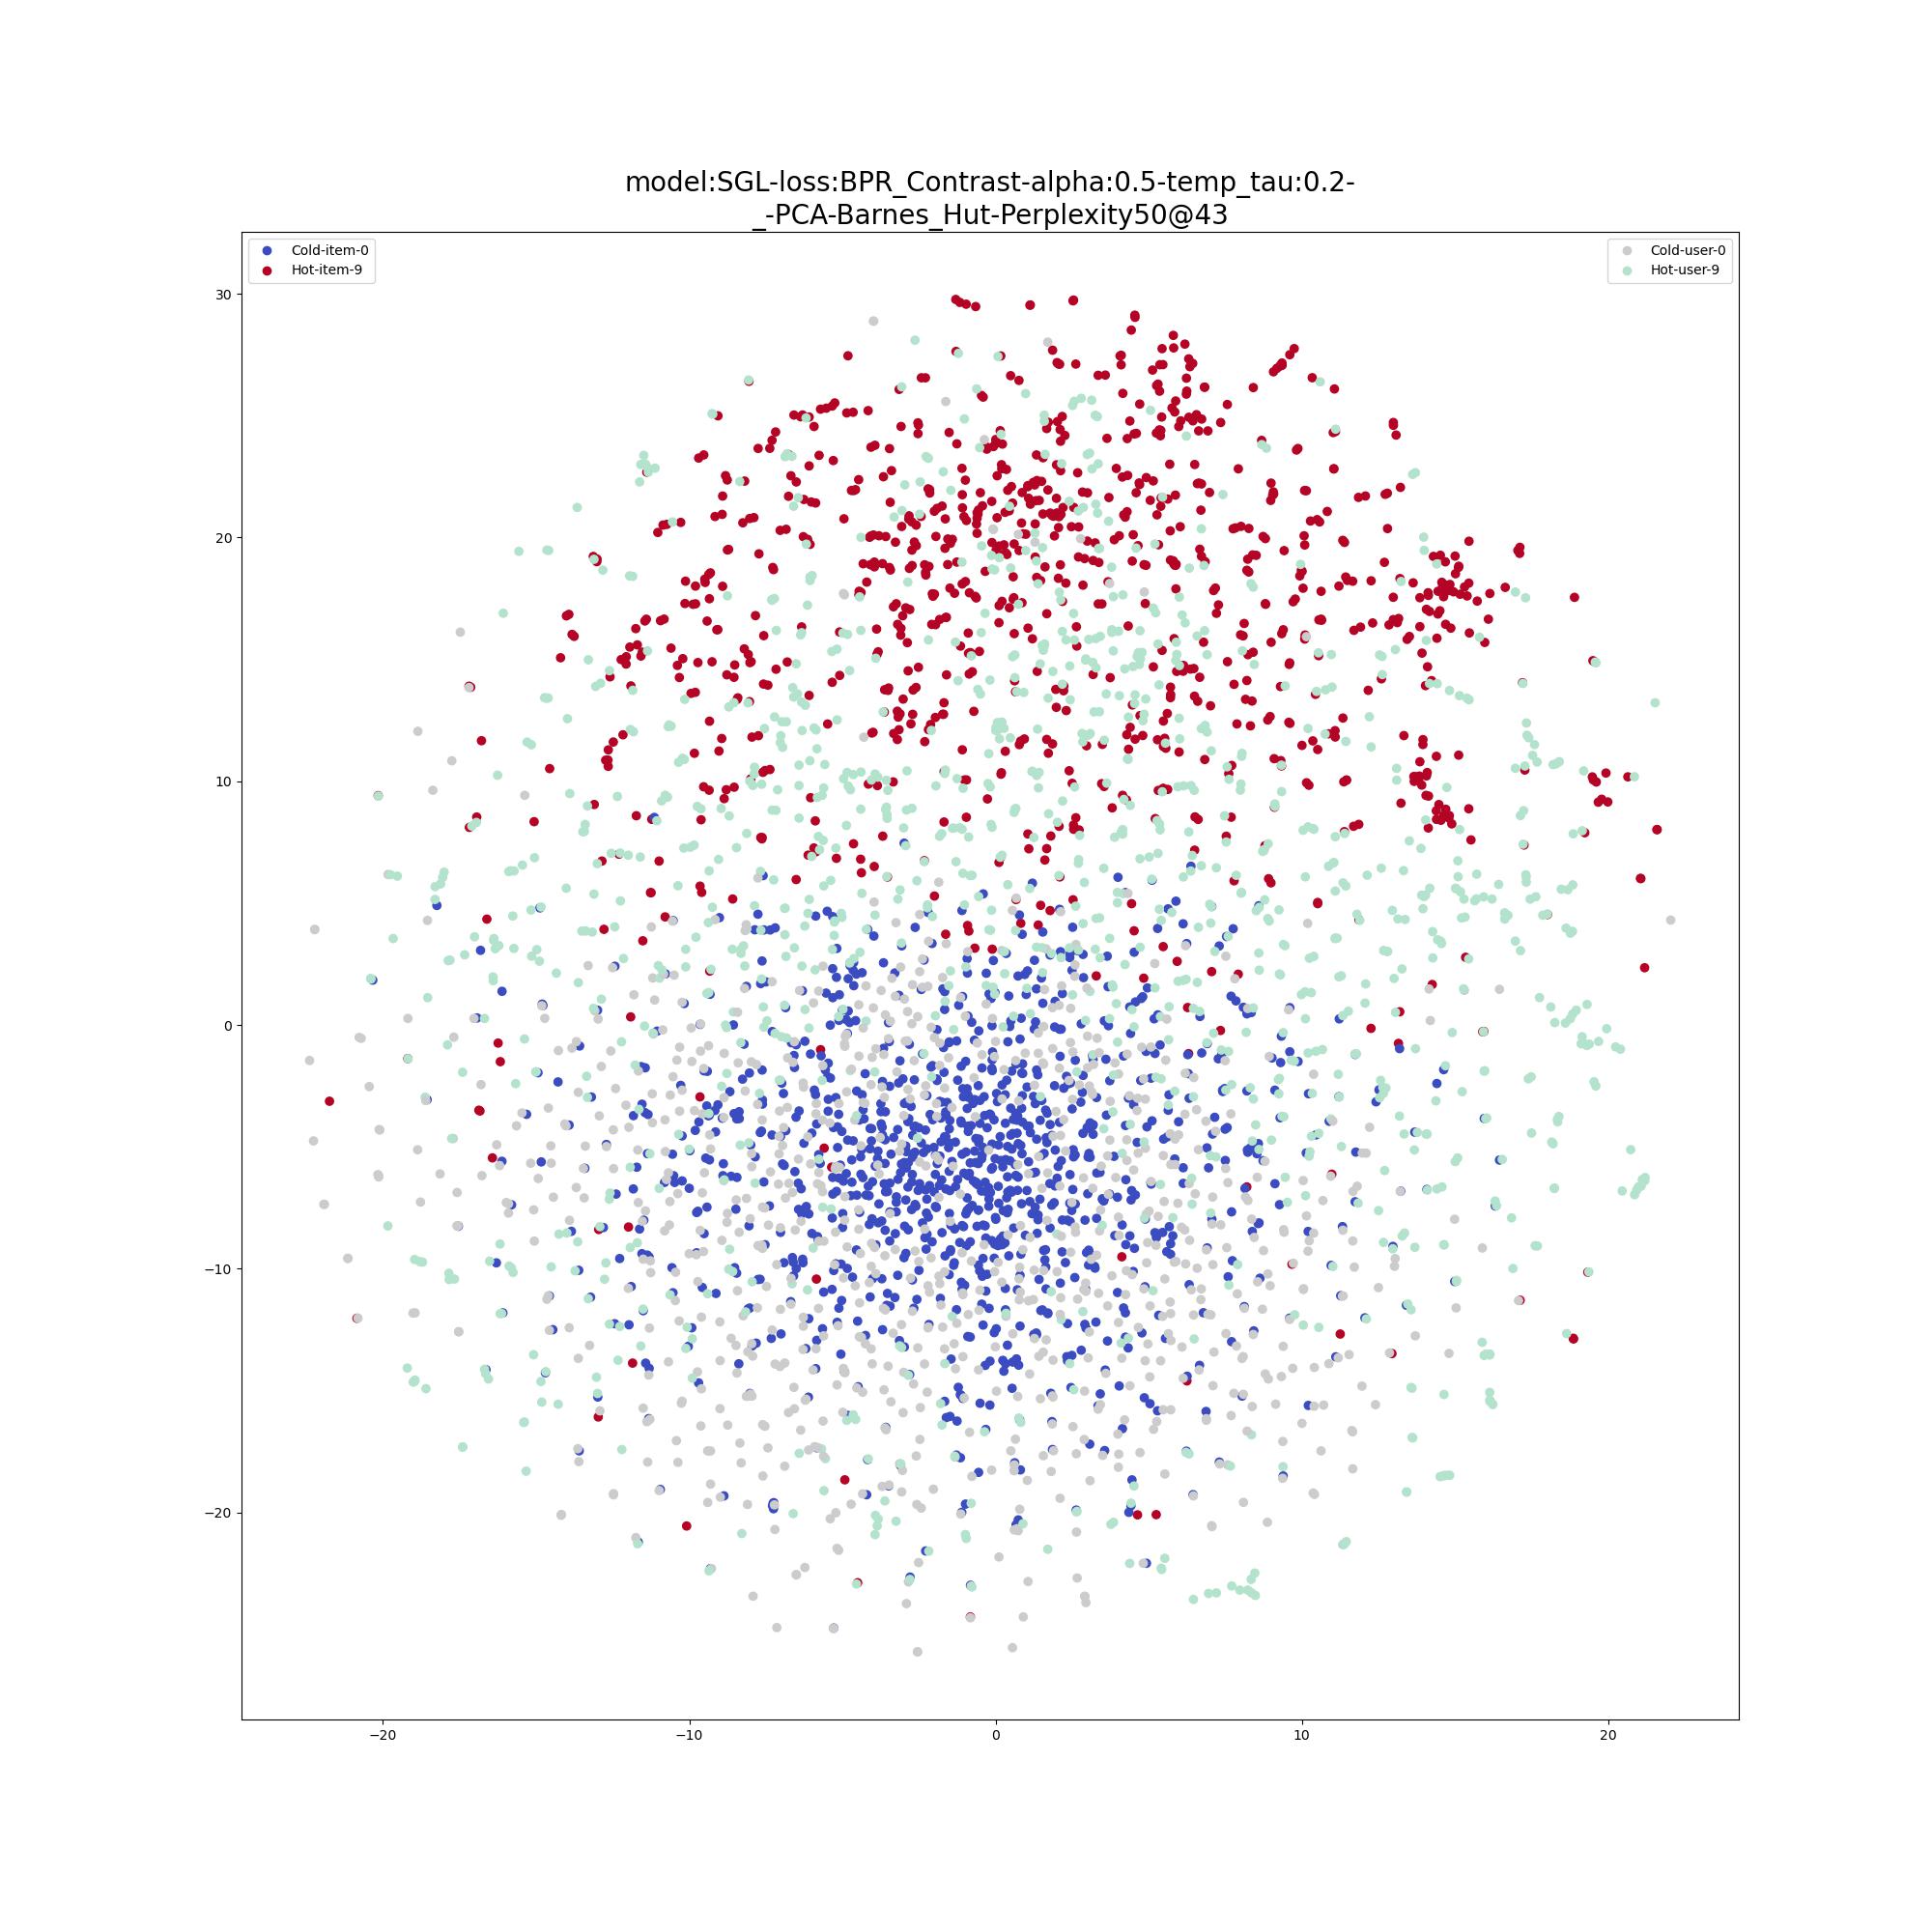 model:SGL-loss:BPR_Contrast-alpha:0.5-temp_tau:0.2-
_-PCA-Barnes_Hut-Perplexity50@43
Cold-item-0
Hot-item-9
Cold-user-0
Hot-user-9
30
20
10
0
−10
−20
−20
−10
0
10
20